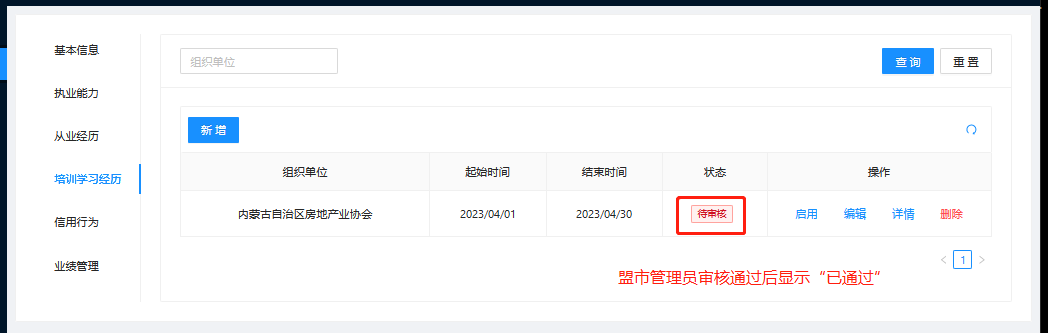 基本信息
执业能力
从业经历
培训学习经历
信用行为
业绩管理
组织单位
查 询
重 置
新 增
组织单位 起始时间 结束时间 状态 操作
内蒙古自治区房地产业协会 2023/04/01 2023/04/30 待审核 启用 编辑 详情 删除
< 1 >
盟市管理员审核通过后显示“已通过”